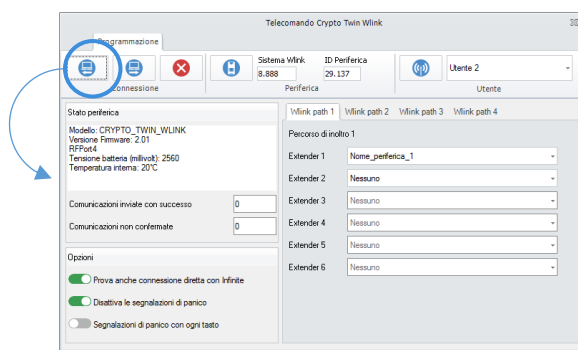 Telecomando Crypto Twin Wlink
Programmazione
Sistema Wlink
ID Periferica
8.888
29.137
Utente 2
Connessione
Periferica
Utente
Stato periferica
Modello: CRYPTO_TWIN_WLINK
Versione Firmware: 2.01
RFPort4
Tensione batteria (millivolt): 2560
Temperatura interna: 20°C
Comunicazioni inviate con successo
0
Comunicazioni non confermate
0
Opzioni
Prova anche connessione diretta con Infinite
Disattiva le segnalazioni di panico
Segnalazioni di panico con ogni tasto
Wlink path 1
Wlink path 2
Wlink path 3
Wlink path 4
Percorso di inoltro 1
Extender 1
Nome_periferica_1
Extender 2
Nessuno
Extender 3
Nessuno
Extender 4
Nessuno
Extender 5
Nessuno
Extender 6
Nessuno